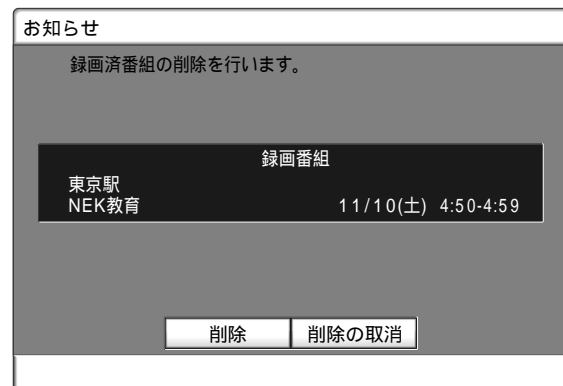 お知らせ
録画済番組の削除を行います。
録画番組
東京駅
NEK教育 11/10(土) 4:50-4:59
削除 削除の取消